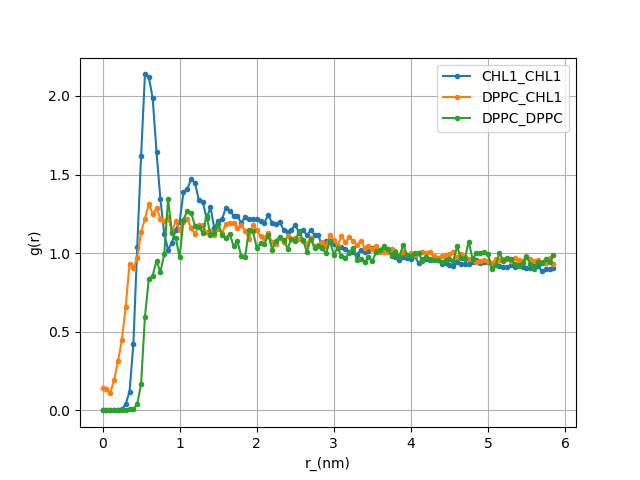 CHL1_CHL1
DPPC_CHL1
DPPC_DPPC
2.0
1.5
1.0
0.5
0.0
g(r)
0 1 2 3 4 5 6
r_(nm)